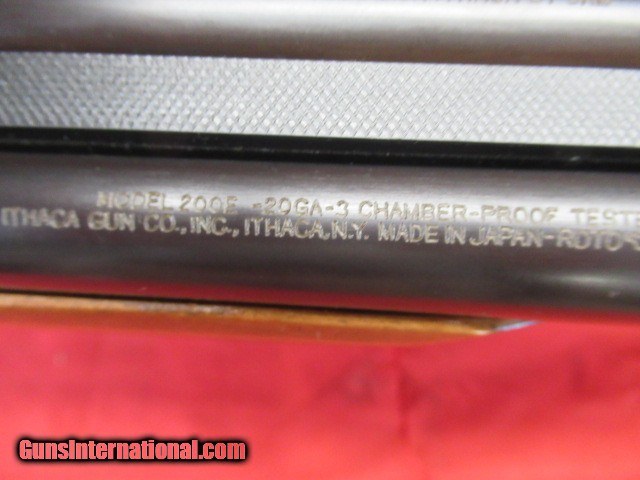 MODEL 200E -20GA-3 CHAMBER-PROOF TESTE
ITHACA GUN CO., INC., ITHACA, N.Y. MADE IN JAPAN-ROTO-
GunsInternational.com